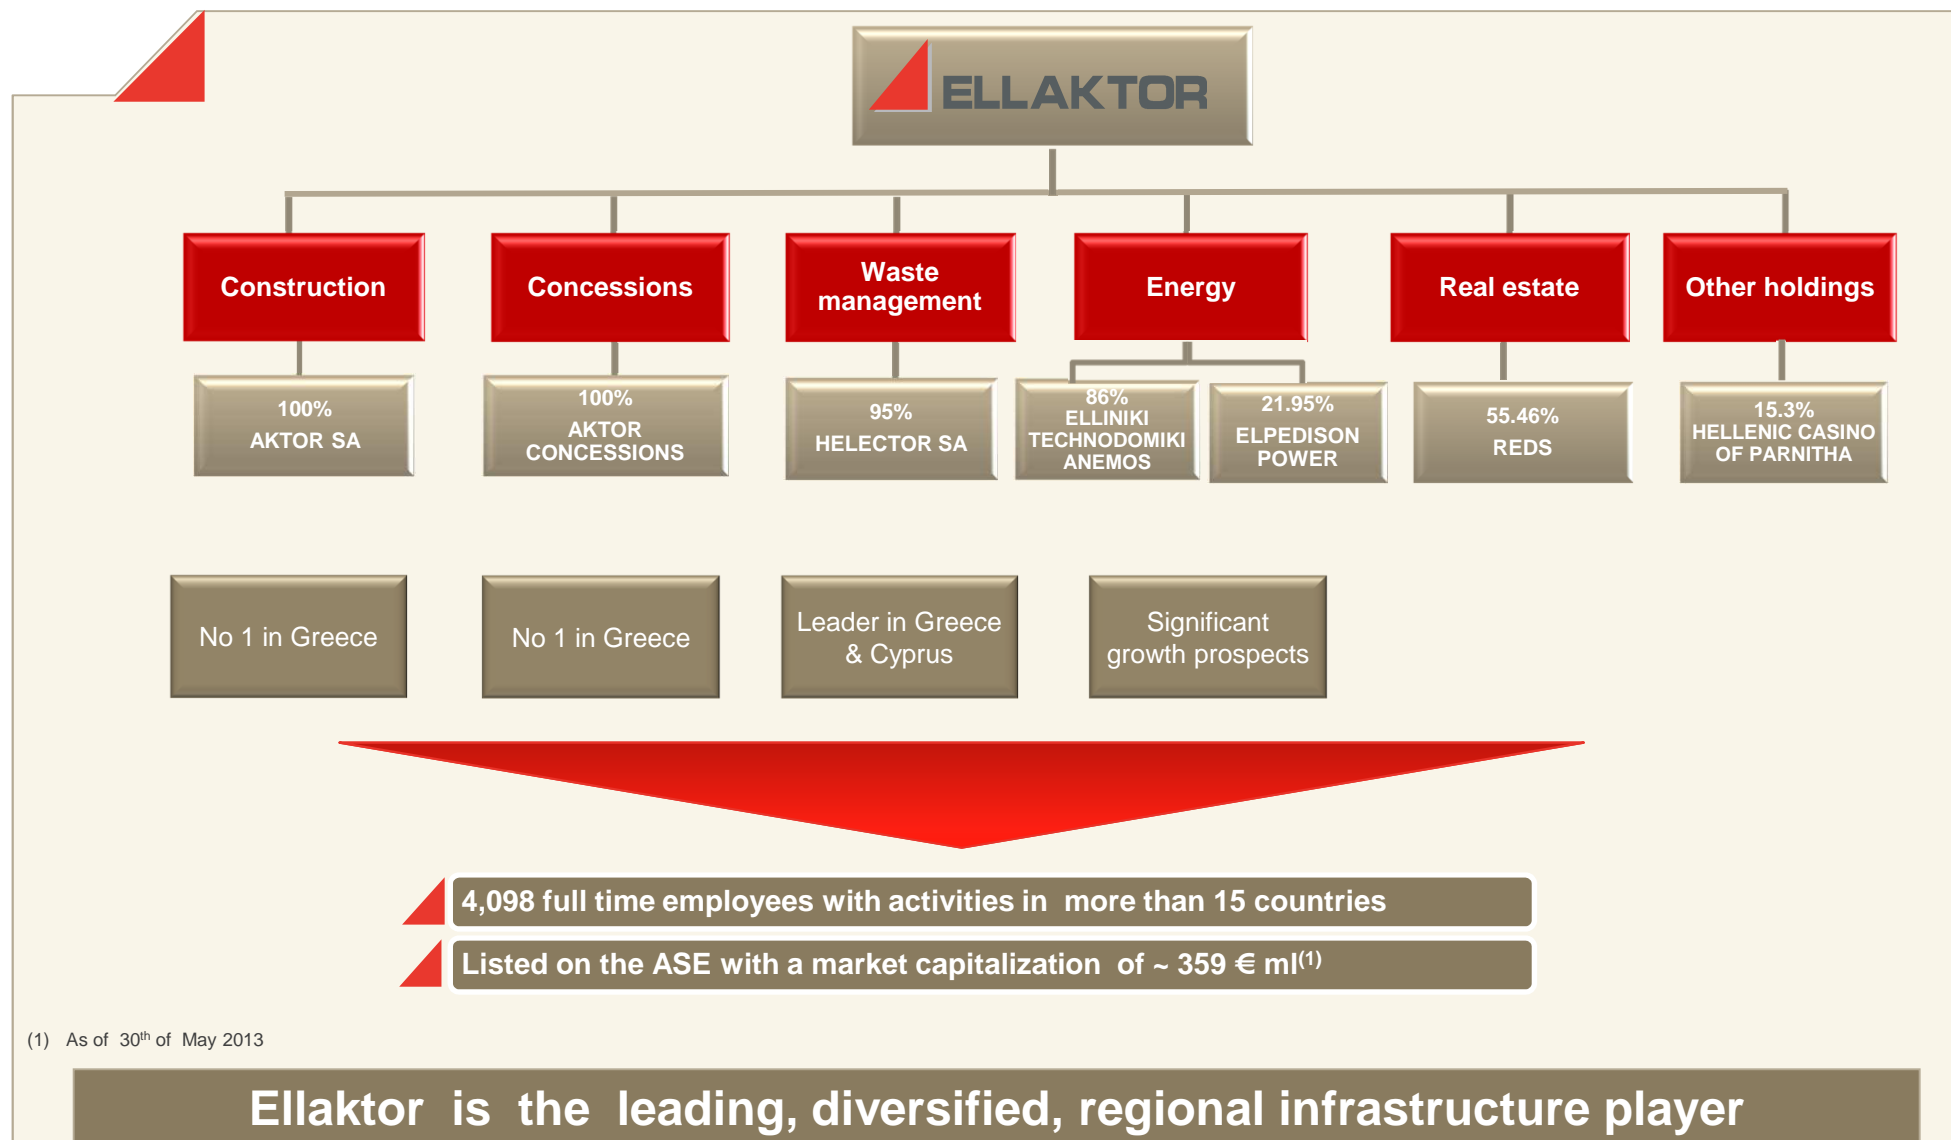 ELLAKTOR
Construction
Concessions
Waste
management
Energy
Real estate
Other holdings
100%
AKTOR SA
100%
AKTOR
CONCESSIONS
95%
HELECTOR SA
86%
ELLINIKI
TECHNODOMIKI
ANEMOS
21.95%
ELPEDISON
POWER
55.46%
REDS
15.3%
HELLENIC CASINO
OF PARNITHA
No 1 in Greece
No 1 in Greece
Leader in Greece
& Cyprus
Significant
growth prospects
4,098 full time employees with activities in more than 15 countries
Listed on the ASE with a market capitalization of ~ 359 € ml(1)
(1) As of 30th of May 2013
Ellaktor is the leading, diversified, regional infrastructure player